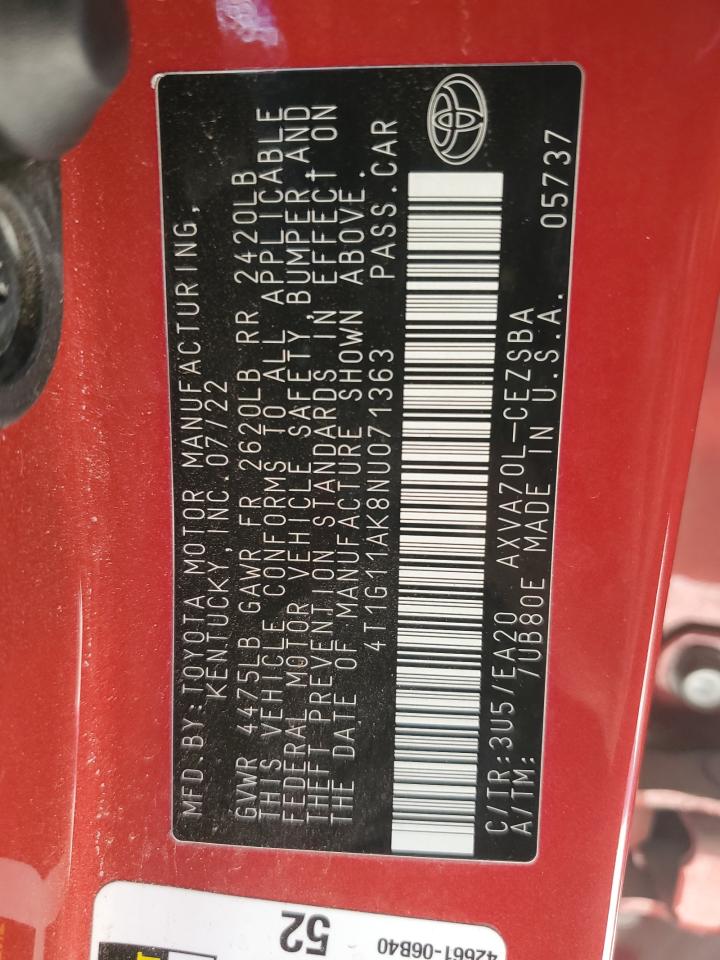 MFD.BY:TOYOTA MOTOR MANUFACTURING,
KENTUCKY,INC.07/22
GVWR 4475LB GAWR FR 2620LB RR 2420LB
THIS VEHICLE CONFORMS TO ALL APPLICABLE
FEDERAL MOTOR VEHICLE SAFETY,BUMPER,AND
THEFT PREVENTION STANDARDS IN EFFECT ON
THE DATE OF MANUFACTURE SHOWN ABOVE.
4T1G11AK8NU071363 PASS.CAR
C/TR:3U5/EA20 AXVA70L-CEZSBA
A/TM: /UB80E MADE IN U.S.A. 05737
52
42661-06B40